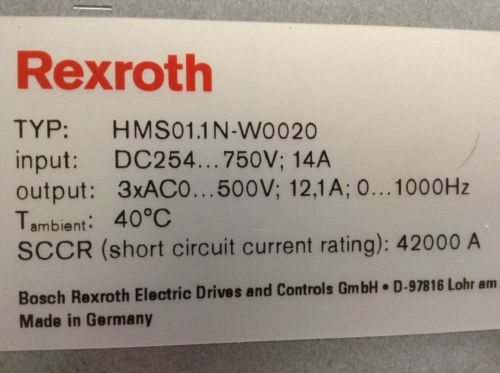 Rexroth
TYP: HMS01.1N-W0020
input: DC254...750V; 14A
output: 3xAC0...500V; 12,1A; 0...1000Hz
Tambient: 40°C
SCCR (short circuit current rating): 42000 A
Bosch Rexroth Electric Drives and Controls GmbH • D-97816 Lohr am
Made in Germany